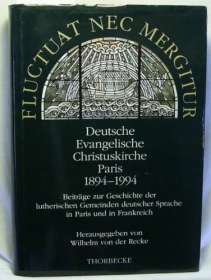 FLUCTUAT NEC MERGITUR
Deutsche
Evangelische
Christuskirche
Paris
1894–1994
Beiträge zur Geschichte der
lutherischen Gemeinden deutscher Sprache
in Paris und in Frankreich
Herausgegeben von
Wilhelm von der Recke
THORBECKE